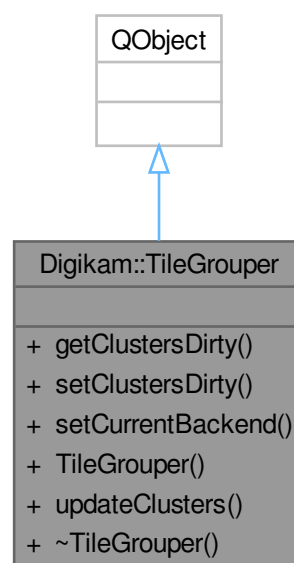 QObject
Digikam::TileGrouper
+ getClustersDirty()
+ setClustersDirty()
+ setCurrentBackend()
+ TileGrouper()
+ updateClusters()
+ ~TileGrouper()